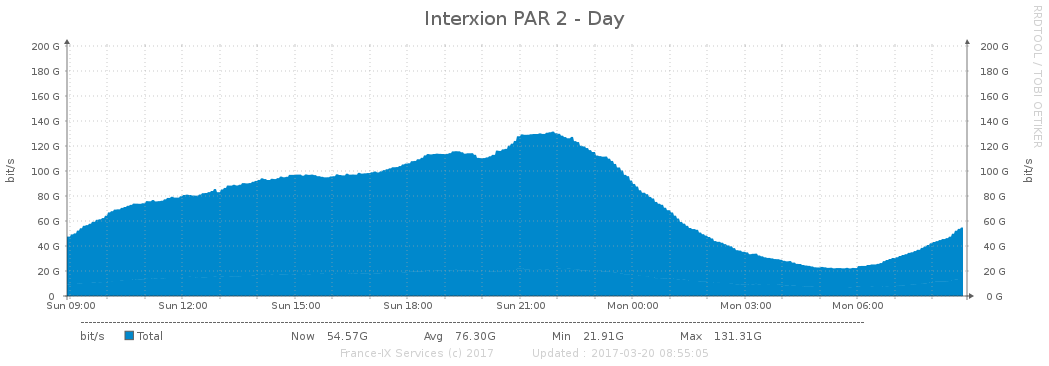 Interxion PAR 2 - Day
RRDTOOL / TOBI OETIKER
200 G 200 G
180 G 180 G
160 G 160 G
140 G 140 G
120 G 120 G
100 G 100 G
80 G 80 G
60 G 60 G
40 G 40 G
20 G 20 G
0 0 G
bit/s
bit/s
Sun 09:00 Sun 12:00 Sun 15:00 Sun 18:00 Sun 21:00 Mon 00:00 Mon 03:00 Mon 06:00
bit/s Total Now 54.57G Avg 76.30G Min 21.91G Max 131.31G
France-IX Services (c) 2017 Updated : 2017-03-20 08:55:05